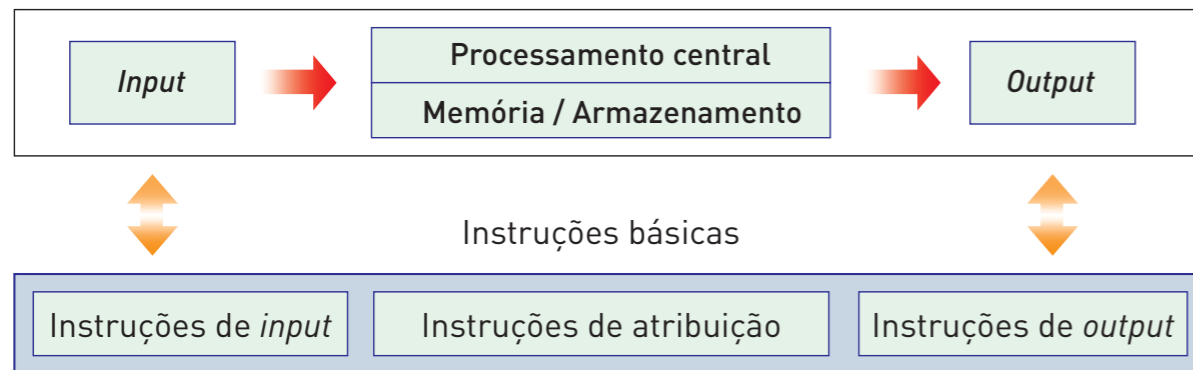 Input
Processamento central
Memória / Armazenamento
Output
Instruções básicas
Instruções de input
Instruções de atribuição
Instruções de output